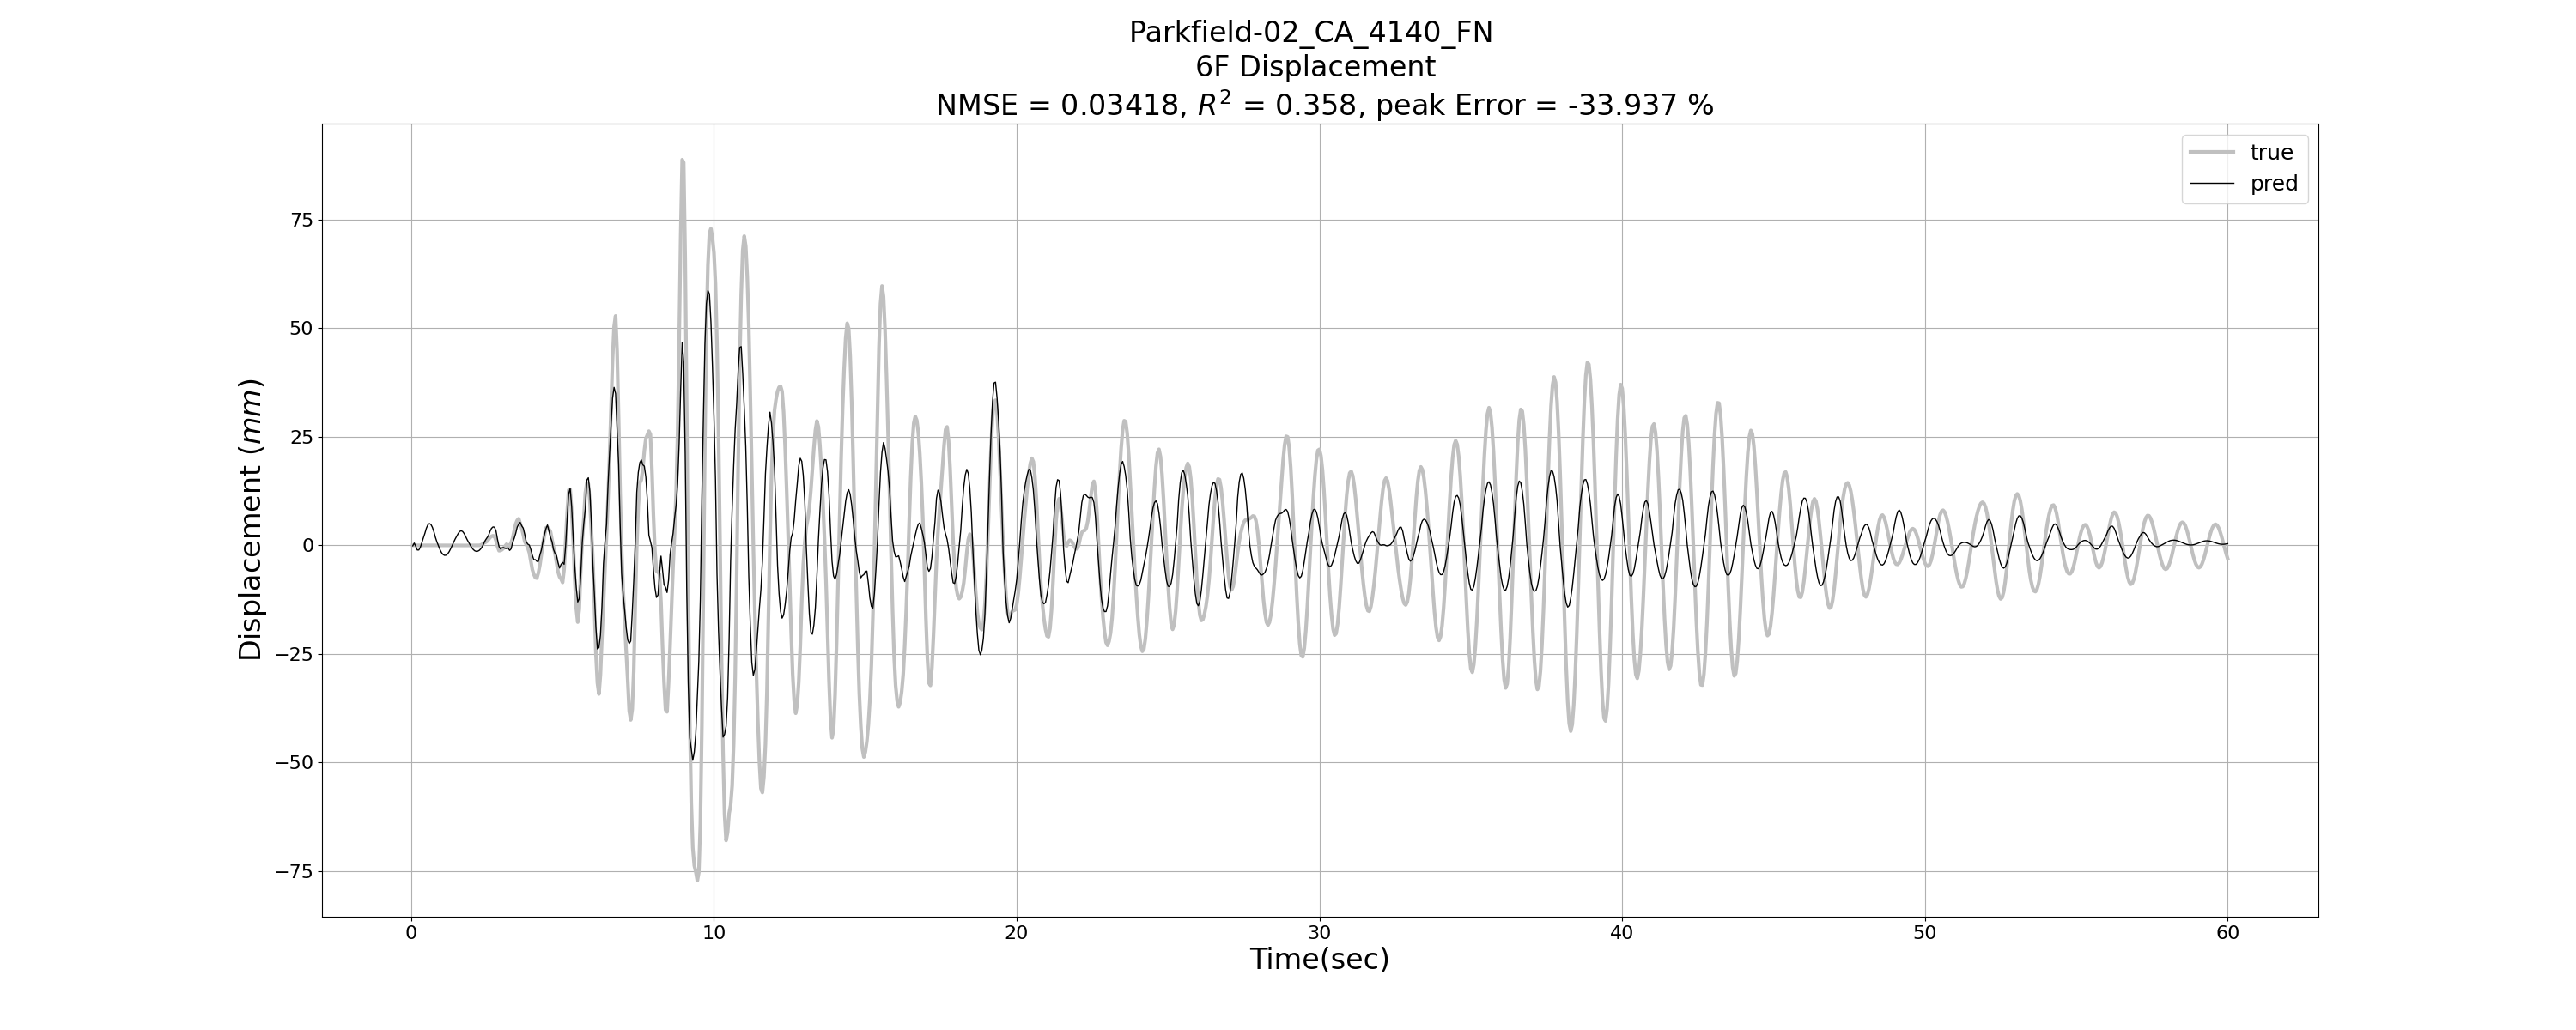 Parkfield-02_CA_4140_FN
6F Displacement
NMSE = 0.03418, R² = 0.358, peak Error = -33.937 %
true
pred
Displacement (mm)
75
50
25
0
−25
−50
−75
0 10 20 30 40 50 60
Time(sec)